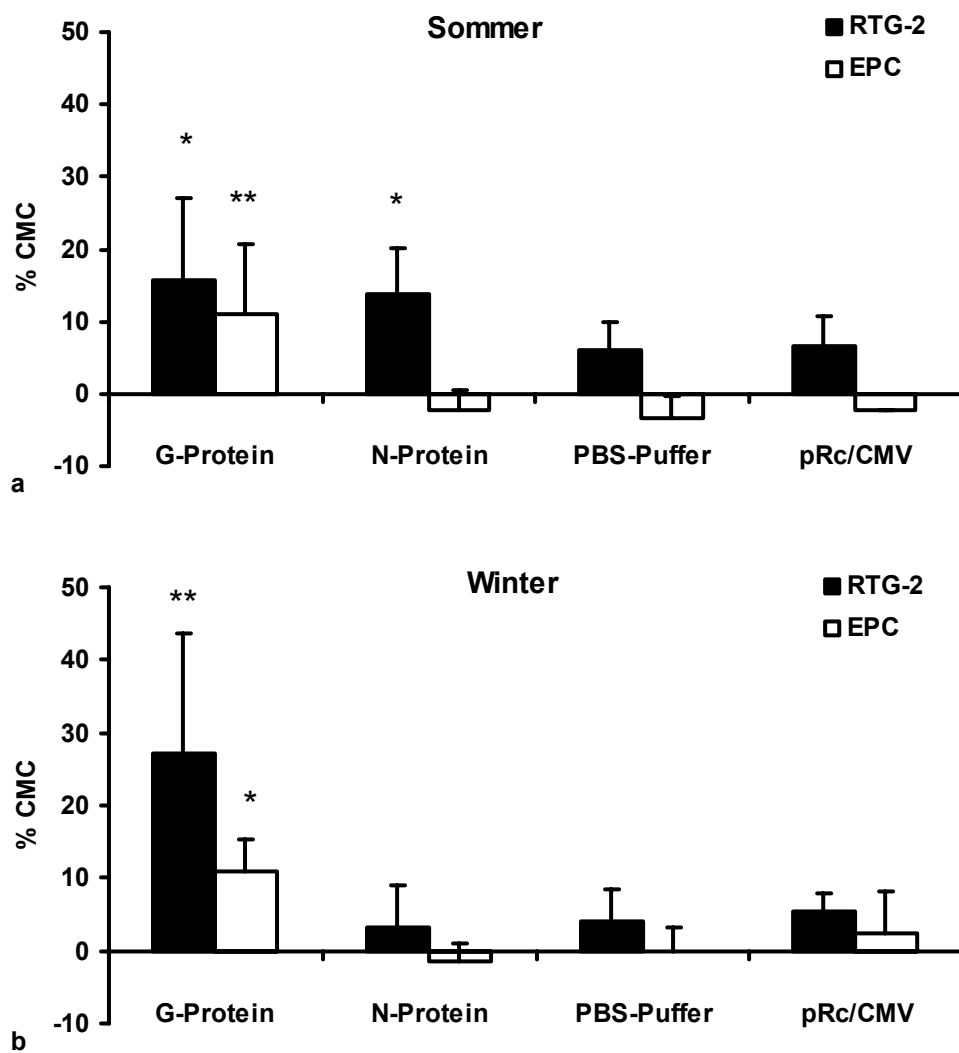 Sommer
RTG-2
EPC
50
40
30
20
10
0
-10
% CMC
* ** *
G-Protein N-Protein PBS-Puffer pRc/CMV
a
Winter
RTG-2
EPC
50
40
30
20
10
0
-10
% CMC
** *
G-Protein N-Protein PBS-Puffer pRc/CMV
b